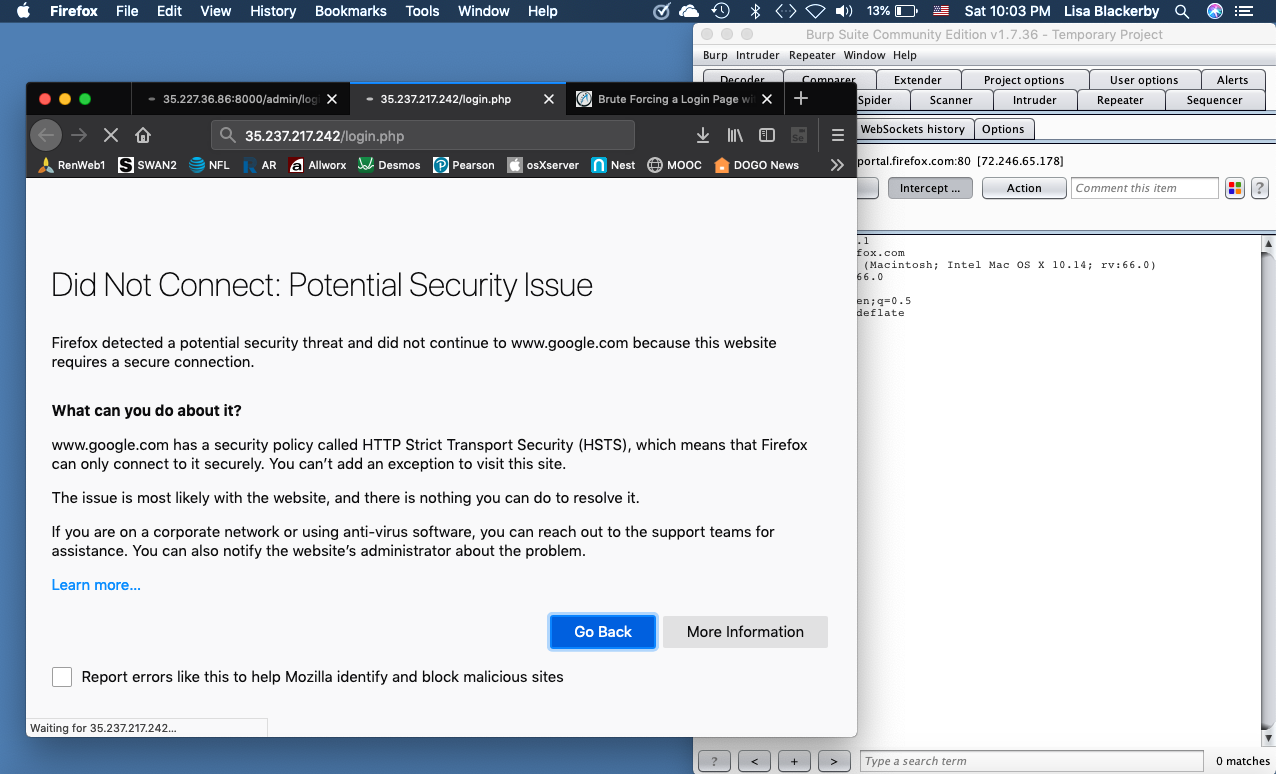 Firefox File Edit View History Bookmarks Tools Window Help 13% Sat 10:03 PM Lisa Blackerby
Burp Suite Community Edition v1.7.36 - Temporary Project
Burp Intruder Repeater Window Help
Decoder Comparer Extender Project options User options Alerts
Spider Scanner Intruder Repeater Sequencer
WebSockets history Options
portal.firefox.com:80 [72.246.65.178]
Intercept ... Action Comment this item ?
.1
fox.com
(Macintosh; Intel Mac OS X 10.14; rv:66.0)
66.0
en;q=0.5
deflate
? < + > Type a search term 0 matches
35.227.36.86:8000/admin/logi 35.237.217.242/login.php Brute Forcing a Login Page wi
35.237.217.242/login.php
RenWeb1 SWAN2 NFL AR Allworx Desmos Pearson osXserver Nest MOOC DOGO News
Did Not Connect: Potential Security Issue
Firefox detected a potential security threat and did not continue to www.google.com because this website
requires a secure connection.
What can you do about it?
www.google.com has a security policy called HTTP Strict Transport Security (HSTS), which means that Firefox
can only connect to it securely. You can’t add an exception to visit this site.
The issue is most likely with the website, and there is nothing you can do to resolve it.
If you are on a corporate network or using anti-virus software, you can reach out to the support teams for
assistance. You can also notify the website’s administrator about the problem.
Learn more...
Go Back More Information
Report errors like this to help Mozilla identify and block malicious sites
Waiting for 35.237.217.242...